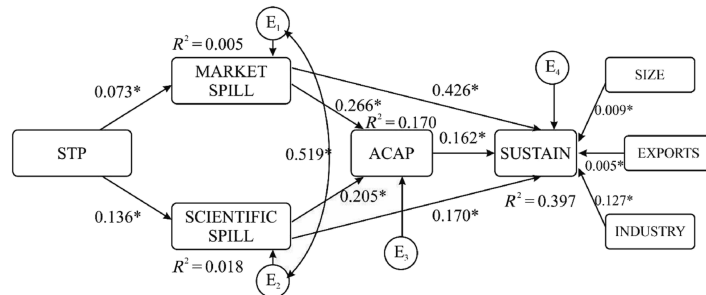 E₁
R² = 0.005
MARKET
SPILL
E₄
SIZE
0.073*
0.426*
0.266*
0.009*
R² = 0.170
STP
0.519*
ACAP
0.162*
SUSTAIN
EXPORTS
0.005*
0.136*
0.205*
SCIENTIFIC
SPILL
0.170*
R² = 0.397
0.127*
INDUSTRY
R² = 0.018
E₂
E₃